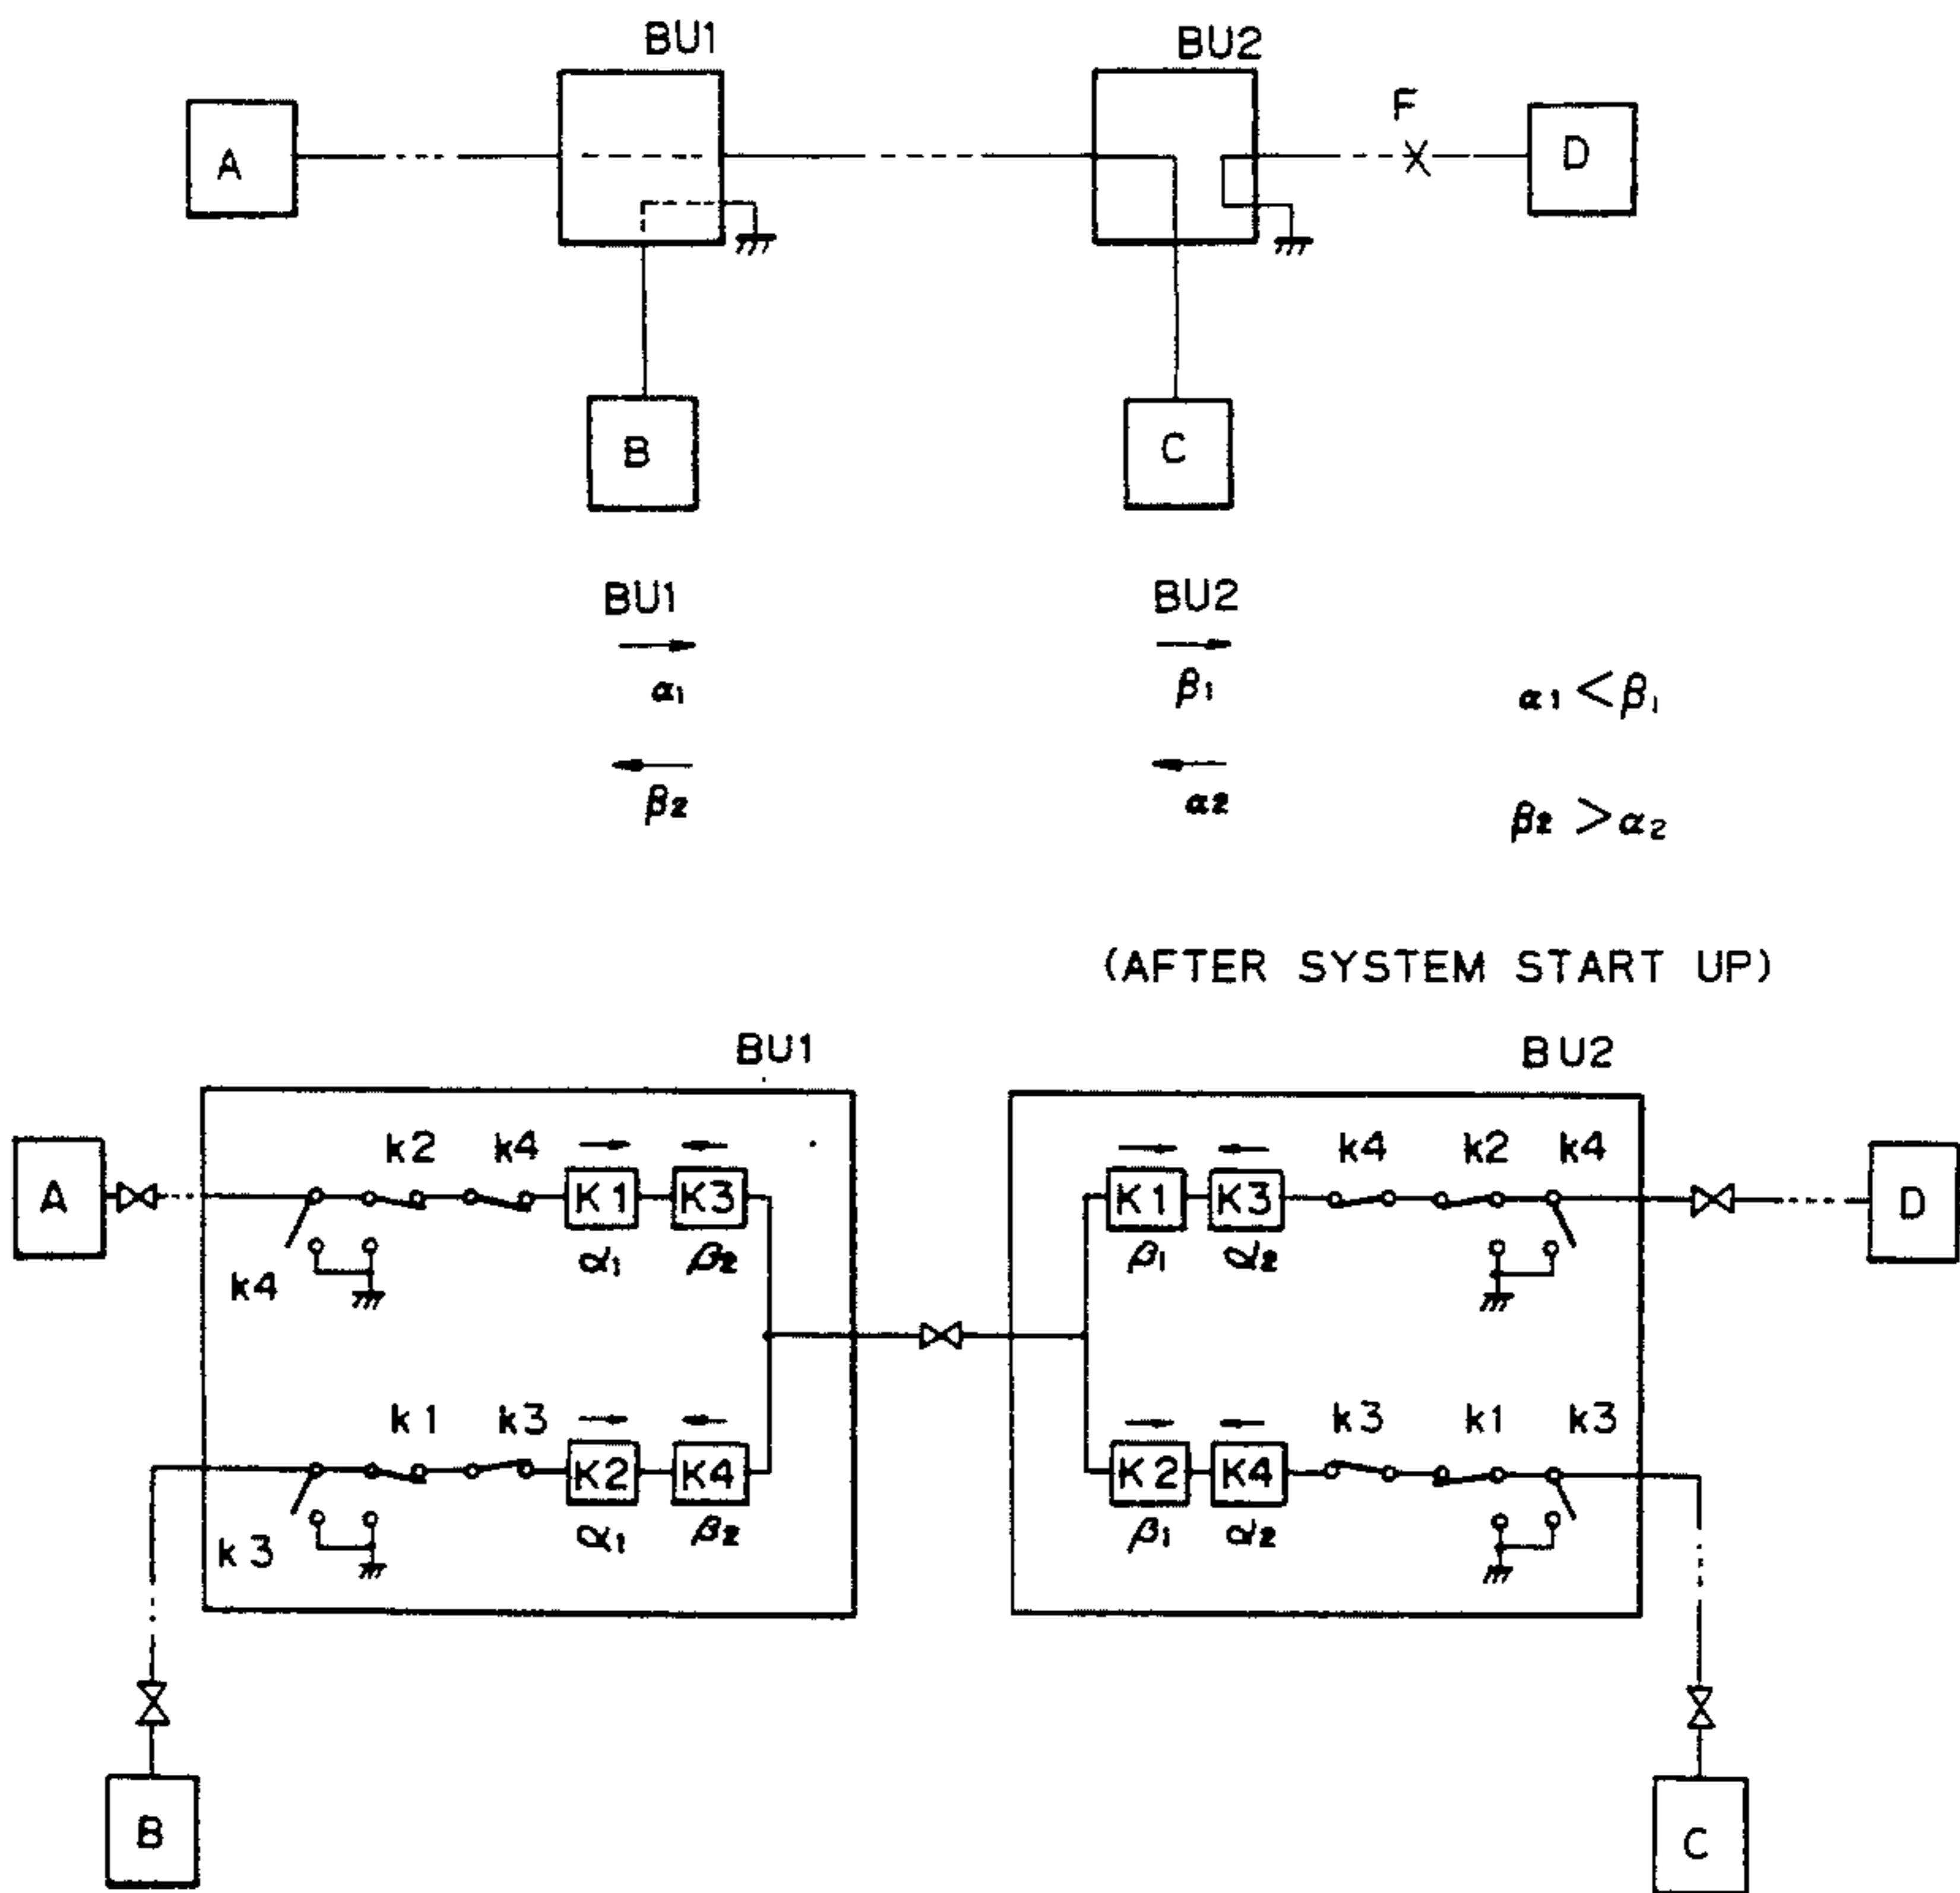 BU1 BU2
A F D
B C
BU1 BU2
α1 β1 α1 < β1
β2 α2 β2 > α2
(AFTER SYSTEM START UP)
BU1 BU2
A k2 k4 K1 K3 K1 K3 k4 k2 k4 D
k4 α1 β2 β1 α2
k1 k3 K2 K4 K2 K4 k3 k1 k3
k3 α1 β2 β1 α2
B C